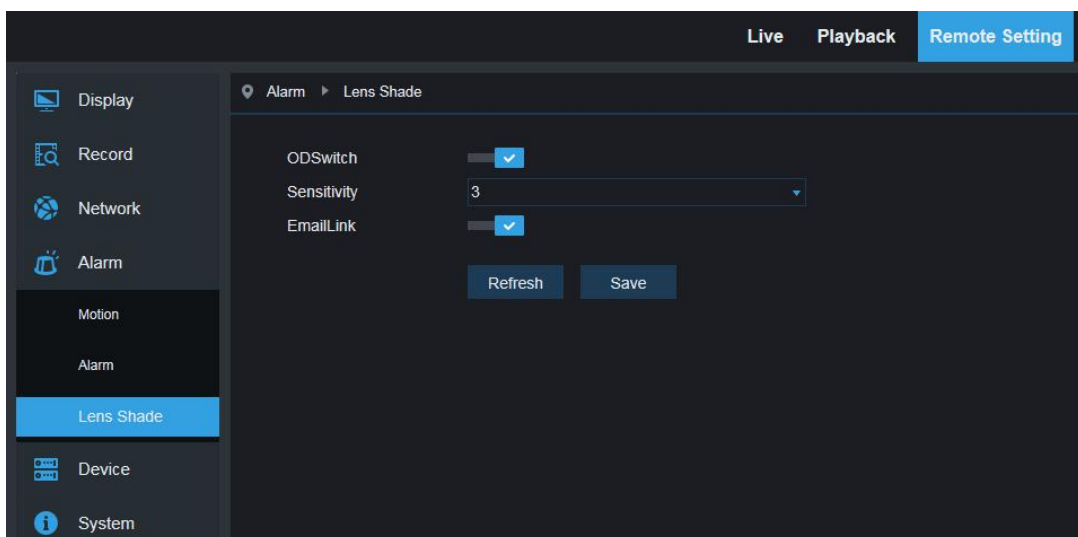 Live Playback Remote Setting
Display
Record
Network
Alarm
Motion
Alarm
Lens Shade
Device
System
Alarm Lens Shade
ODSwitch
Sensitivity 3
EmailLink
Refresh Save